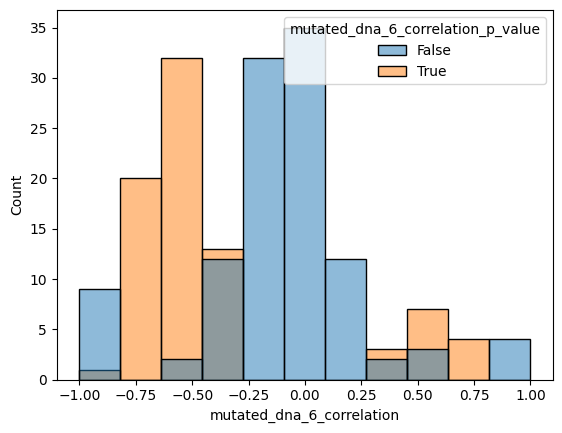 mutated_dna_6_correlation_p_value
False
True
35
30
25
20
15
10
5
0
Count
−1.00 −0.75 −0.50 −0.25 0.00 0.25 0.50 0.75 1.00
mutated_dna_6_correlation